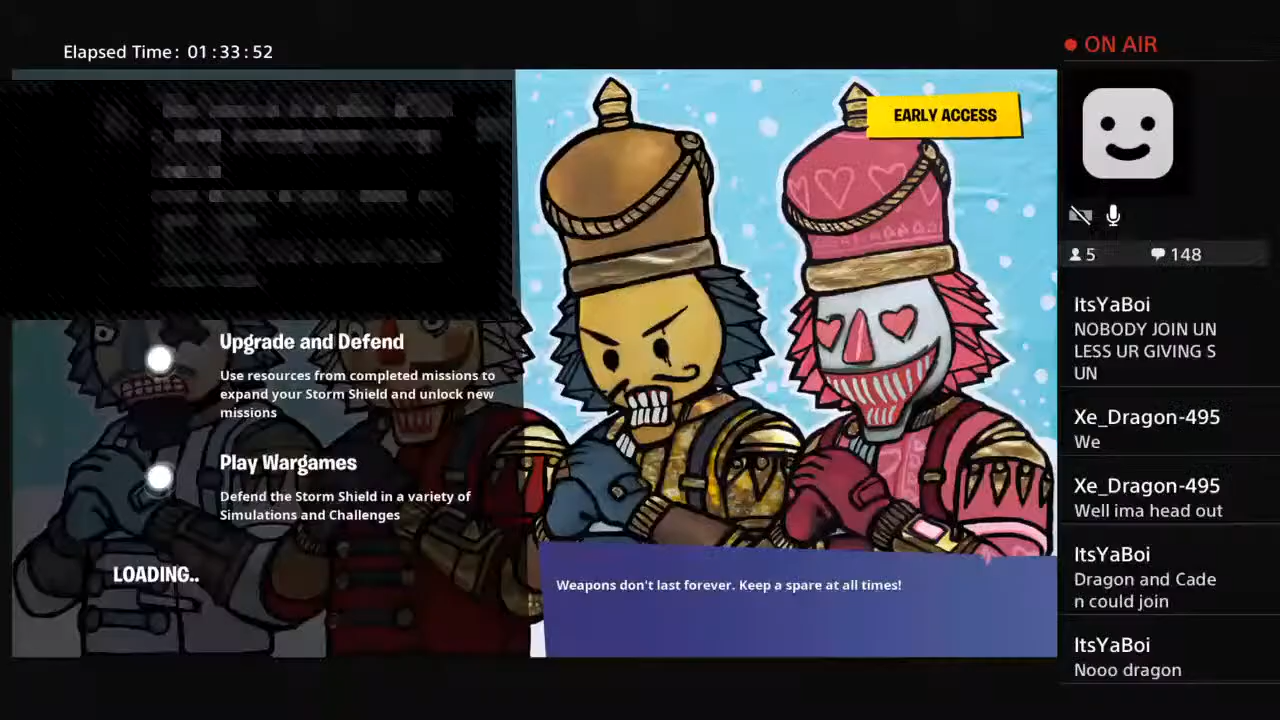 Elapsed Time: 01:33:52
ON AIR
EARLY ACCESS
5 148
Upgrade and Defend
Use resources from completed missions to
expand your Storm Shield and unlock new
missions
Play Wargames
Defend the Storm Shield in a variety of
Simulations and Challenges
LOADING..
Weapons don't last forever. Keep a spare at all times!
ItsYaBoi
NOBODY JOIN UN
LESS UR GIVING S
UN
Xe_Dragon-495
We
Xe_Dragon-495
Well ima head out
ItsYaBoi
Dragon and Cade
n could join
ItsYaBoi
Nooo dragon